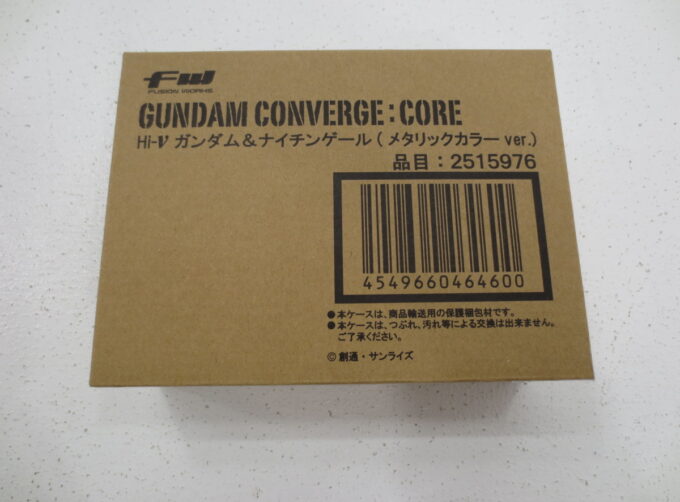 FW
FUSION WORKS
GUNDAM CONVERGE:CORE
Hi-ν ガンダム&ナイチンゲール(メタリックカラー ver.)
品目:2515976
4549660464600
●本ケースは、商品輸送用の保護梱包材です。
●本ケースは、つぶれ、汚れ等による交換は出来ません。
ご了承ください。
©創通・サンライズ